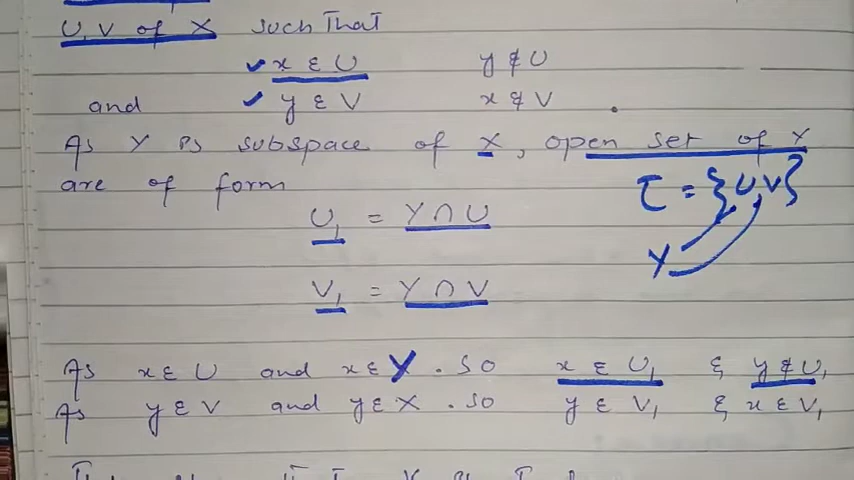 U, V of X such That
x ε U y ∉ U
and y ε V x ∉ V
As Y is subspace of X, open set of Y
are of form
τ = {U V}
U₁ = Y ∩ U
Y
V₁ = Y ∩ V
As x ε U and x ε Y . So x ε U₁ & y ∉ U₁
As y ε V and y ε X . so y ε V₁ & x ε V₁